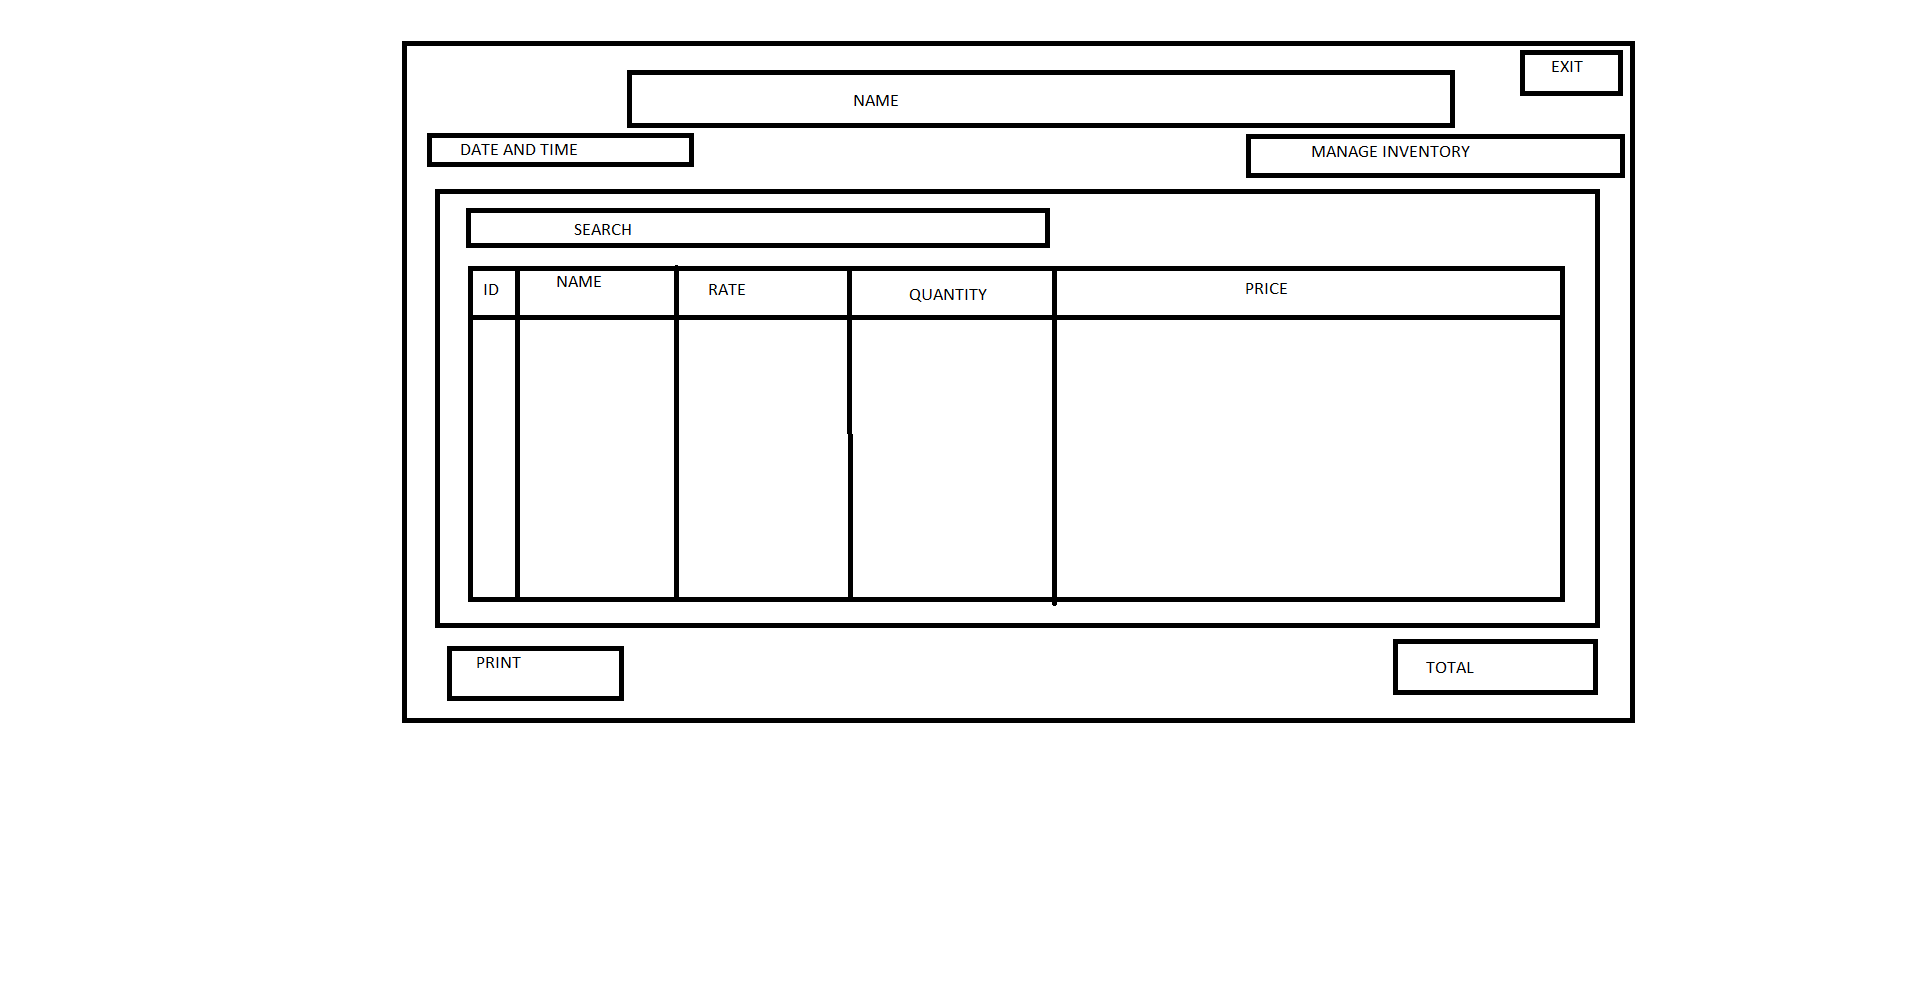 EXIT
NAME
DATE AND TIME
MANAGE INVENTORY
SEARCH
ID
NAME
RATE
QUANTITY
PRICE
PRINT
TOTAL